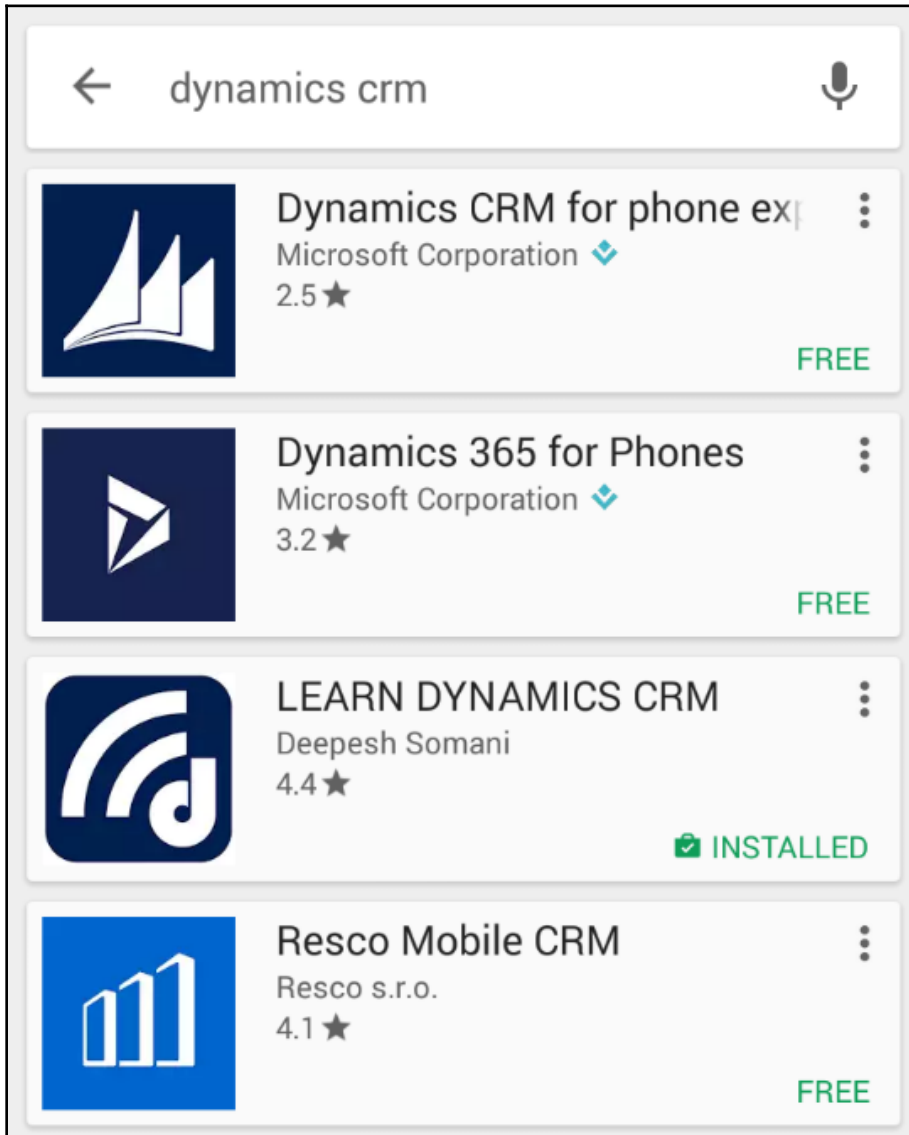 dynamics crm
Dynamics CRM for phone exp
Microsoft Corporation
2.5★
FREE
Dynamics 365 for Phones
Microsoft Corporation
3.2★
FREE
LEARN DYNAMICS CRM
Deepesh Somani
4.4★
INSTALLED
Resco Mobile CRM
Resco s.r.o.
4.1★
FREE